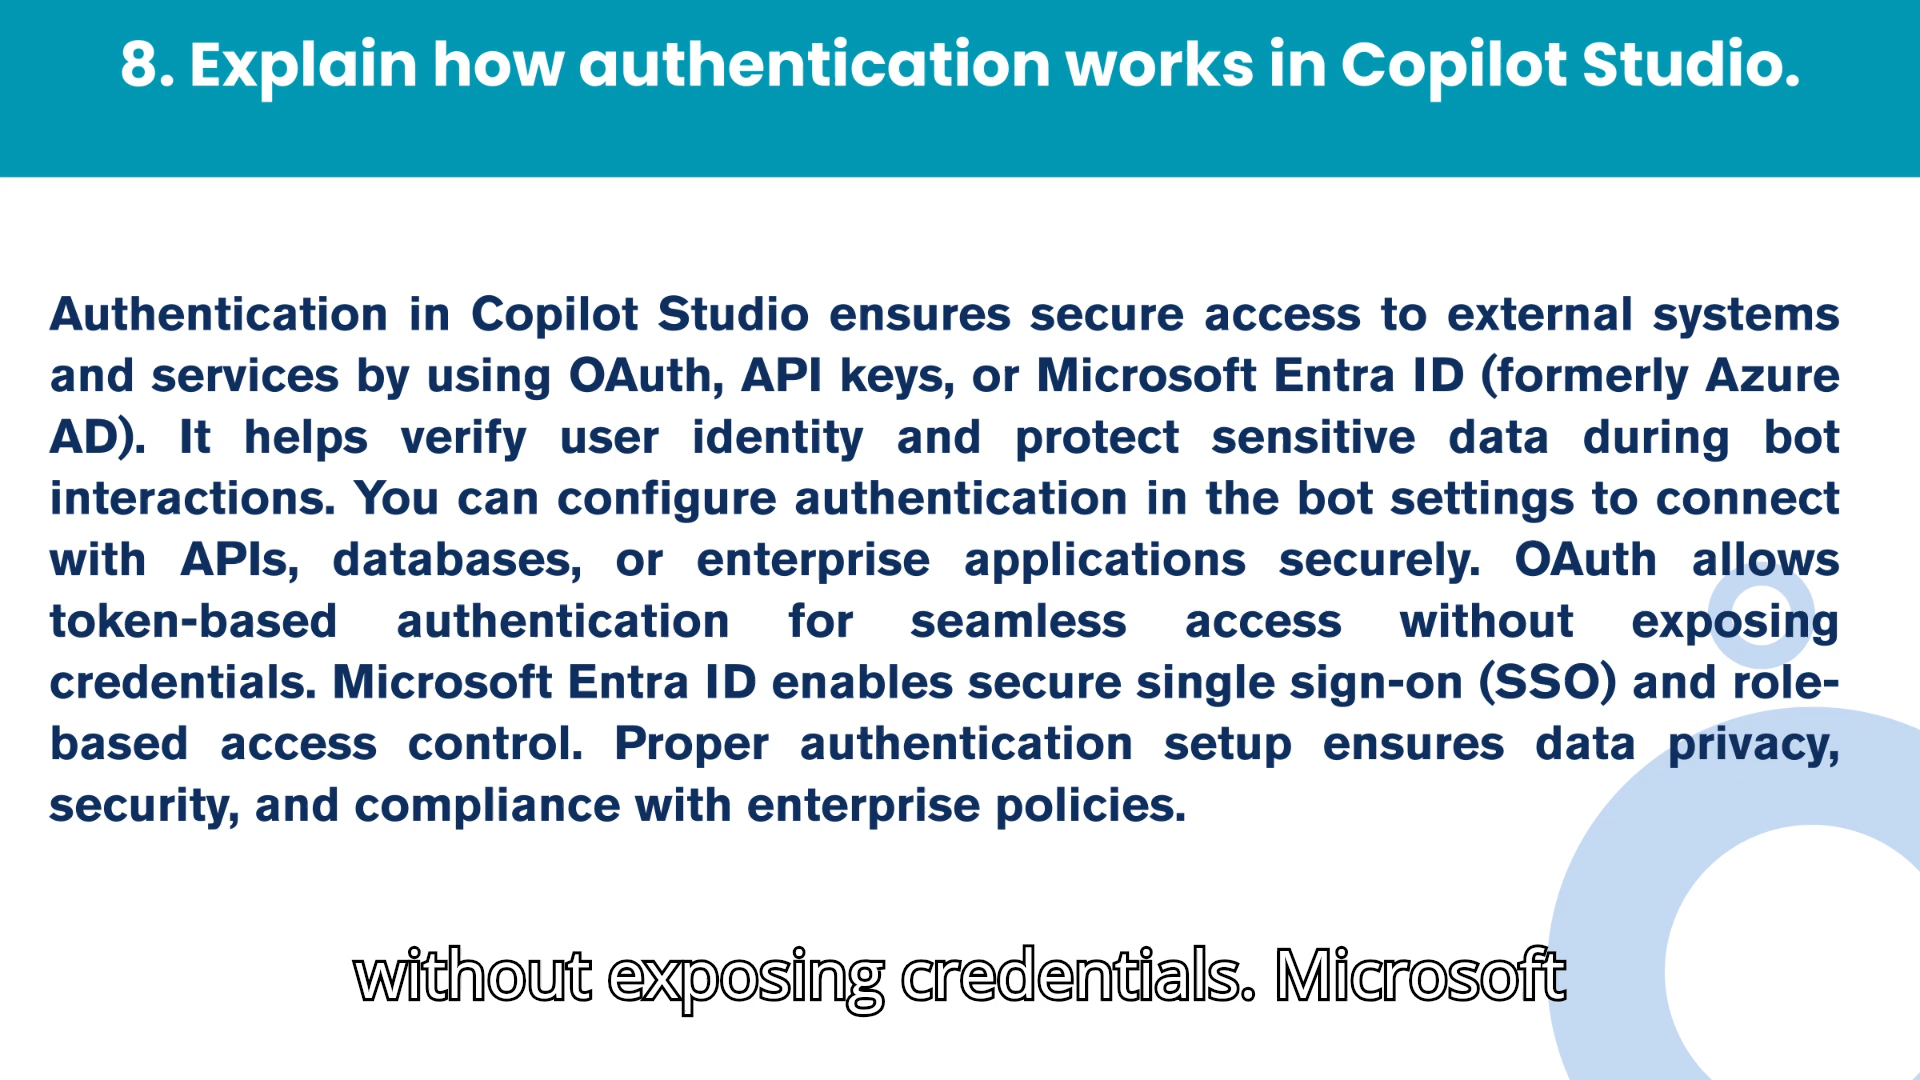 8. Explain how authentication works in Copilot Studio.
Authentication in Copilot Studio ensures secure access to external systems
and services by using OAuth, API keys, or Microsoft Entra ID (formerly Azure
AD). It helps verify user identity and protect sensitive data during bot
interactions. You can configure authentication in the bot settings to connect
with APIs, databases, or enterprise applications securely. OAuth allows
token-based authentication for seamless access without exposing
credentials. Microsoft Entra ID enables secure single sign-on (SSO) and role-
based access control. Proper authentication setup ensures data privacy,
security, and compliance with enterprise policies.
without exposing credentials. Microsoft